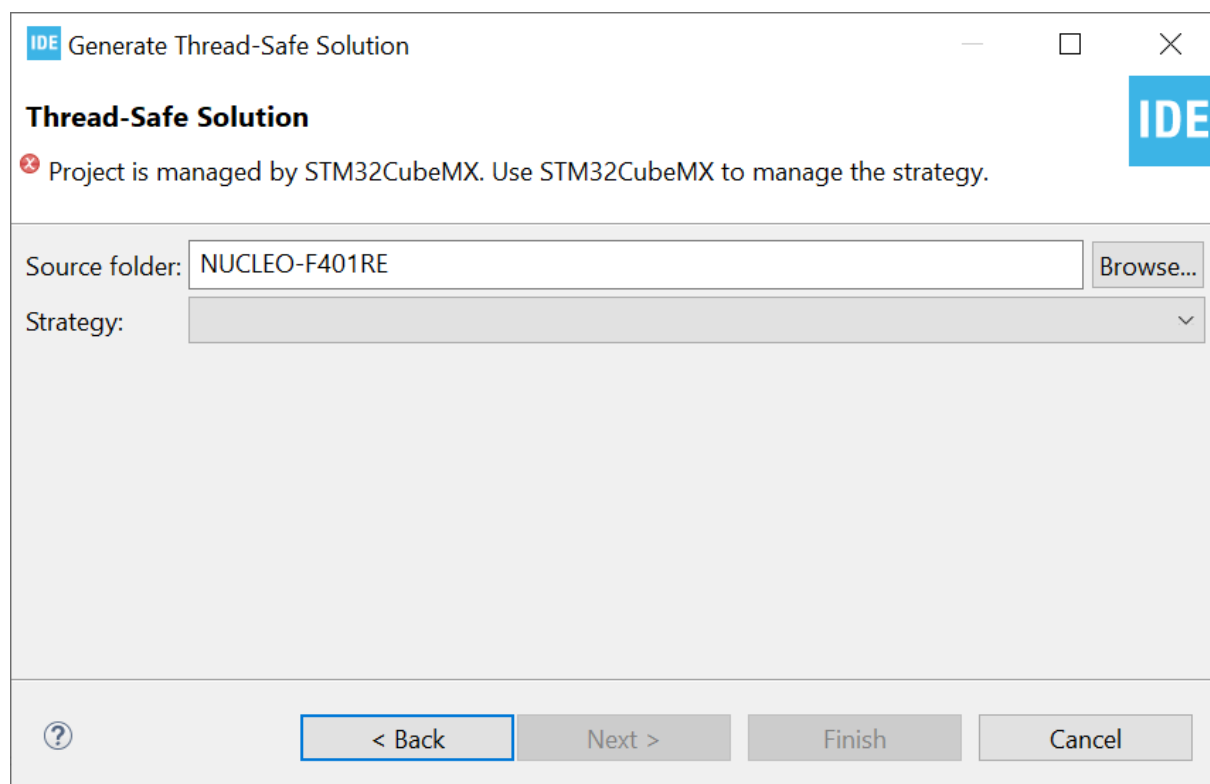 IDE Generate Thread-Safe Solution
Thread-Safe Solution
IDE
Project is managed by STM32CubeMX. Use STM32CubeMX to manage the strategy.
Source folder: NUCLEO-F401RE Browse...
Strategy:
? < Back Next > Finish Cancel